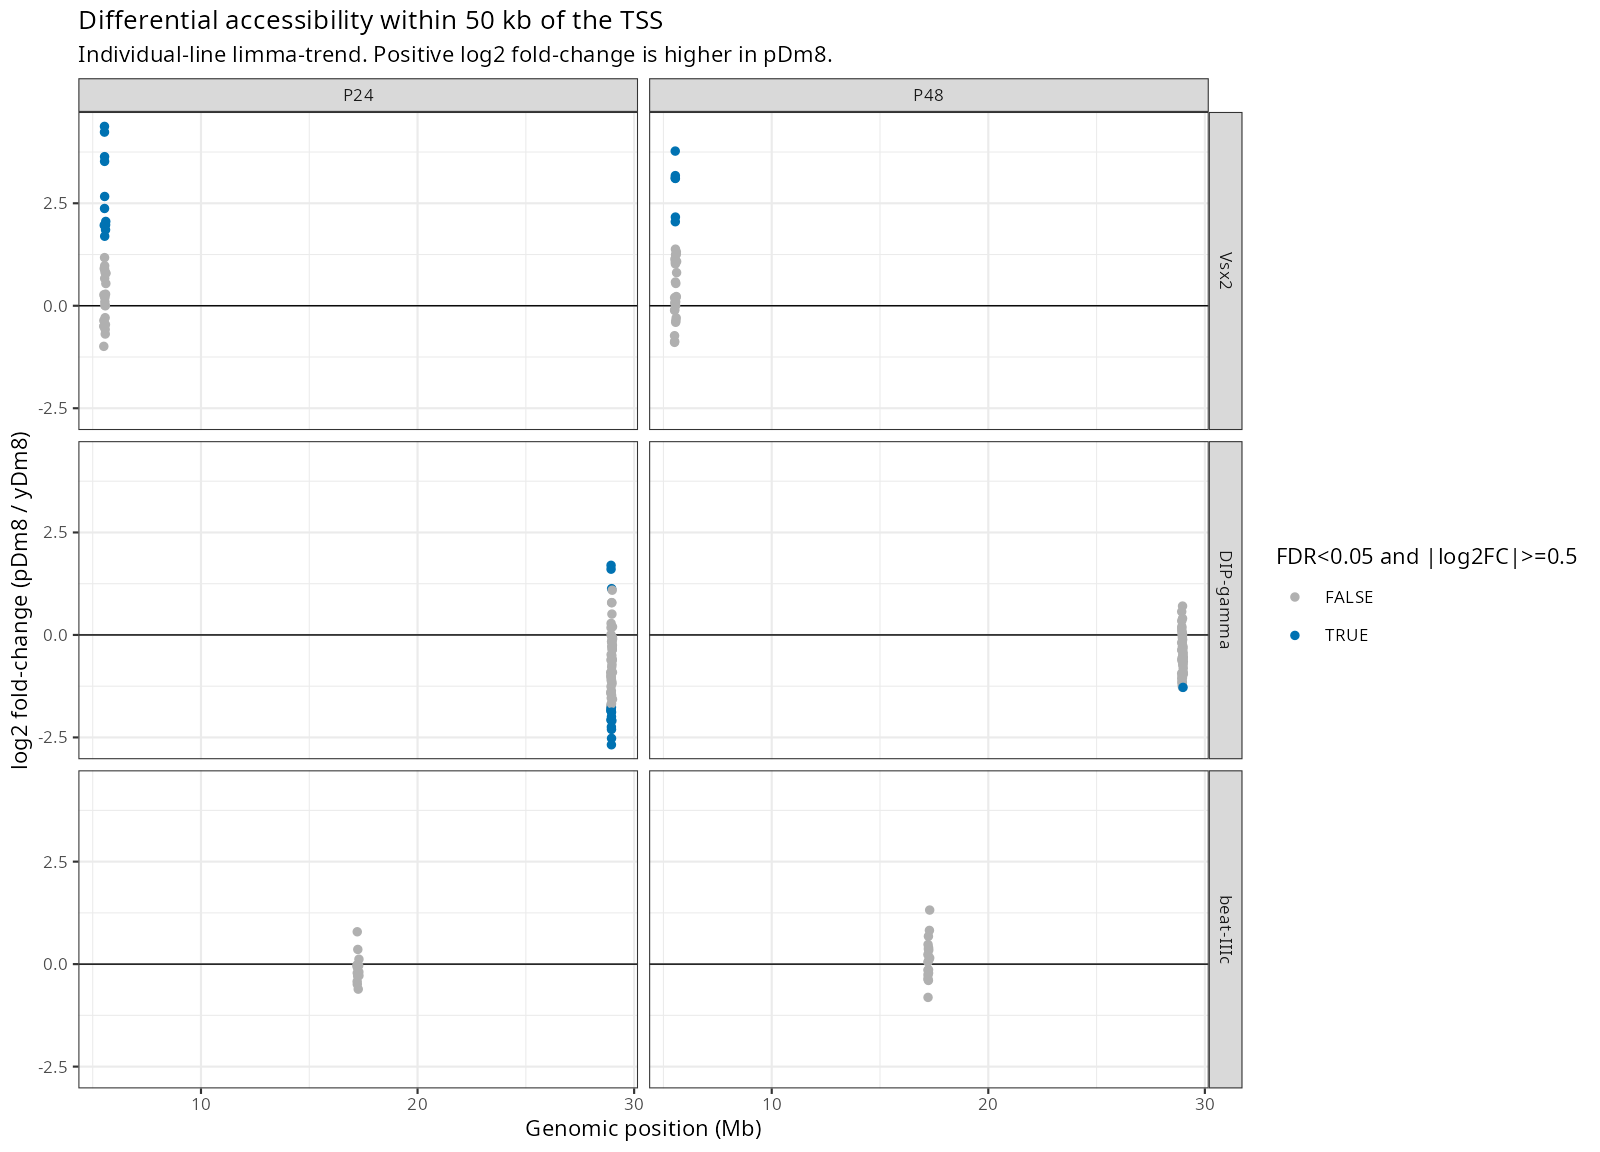 Differential accessibility within 50 kb of the TSS
Individual-line limma-trend. Positive log2 fold-change is higher in pDm8.
P24
P48
log2 fold-change (pDm8 / yDm8)
2.5
0.0
-2.5
Vsx2
2.5
0.0
-2.5
DIP-gamma
2.5
0.0
-2.5
beat-IIIc
10
20
30
10
20
30
Genomic position (Mb)
FDR<0.05 and |log2FC|>=0.5
FALSE
TRUE